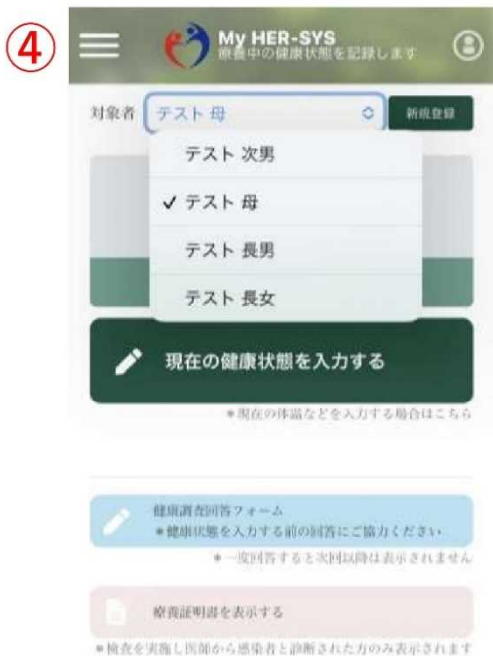 ④
My HER-SYS
療養中の健康状態を記録します
対象者 テスト 母 新規登録
テスト 次男
✓ テスト 母
テスト 長男
テスト 長女
現在の健康状態を入力する
*現在の体温などを入力する場合はこちら
健康調査回答フォーム
*健康状態を入力する前の回答にご協力ください
*一度回答すると次回以降は表示されません
療養証明書を表示する
*検査を実施し医師から感染者と診断された方のみ表示されます